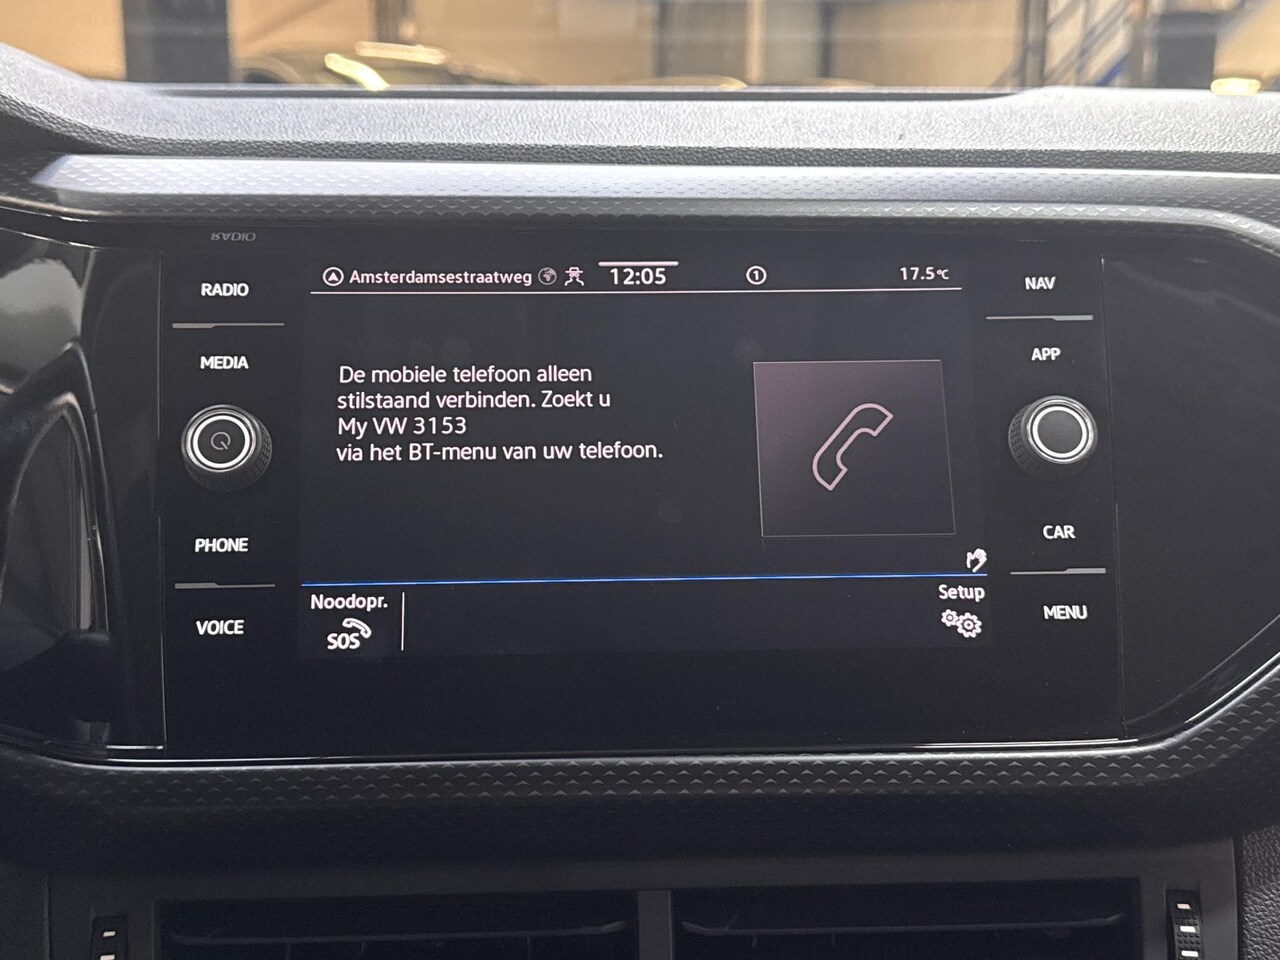 RADIO
MEDIA
PHONE
VOICE
Amsterdamsestraatweg 12:05 1 17.5°C
De mobiele telefoon alleen
stilstaand verbinden. Zoekt u
My VW 3153
via het BT-menu van uw telefoon.
Noodopr.
SOS
Setup
NAV
APP
CAR
MENU